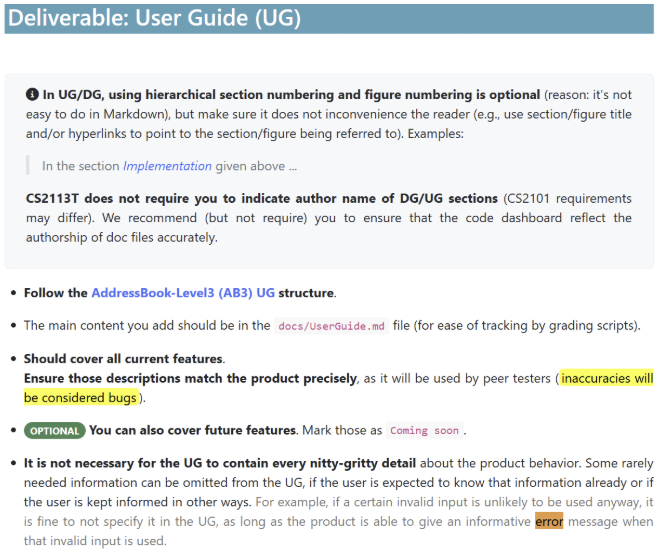 Deliverable: User Guide (UG)
In UG/DG, using hierarchical section numbering and figure numbering is optional (reason: it's not
easy to do in Markdown), but make sure it does not inconvenience the reader (e.g., use section/figure title
and/or hyperlinks to point to the section/figure being referred to). Examples:
In the section Implementation given above ...
CS2113T does not require you to indicate author name of DG/UG sections (CS2101 requirements
may differ). We recommend (but not require) you to ensure that the code dashboard reflect the
authorship of doc files accurately.
• Follow the AddressBook-Level3 (AB3) UG structure.
• The main content you add should be in the docs/UserGuide.md file (for ease of tracking by grading scripts).
• Should cover all current features.
Ensure those descriptions match the product precisely, as it will be used by peer testers (inaccuracies will
be considered bugs).
• OPTIONAL You can also cover future features. Mark those as Coming soon.
• It is not necessary for the UG to contain every nitty-gritty detail about the product behavior. Some rarely
needed information can be omitted from the UG, if the user is expected to know that information already or if
the user is kept informed in other ways. For example, if a certain invalid input is unlikely to be used anyway, it
is fine to not specify it in the UG, as long as the product is able to give an informative error message when
that invalid input is used.